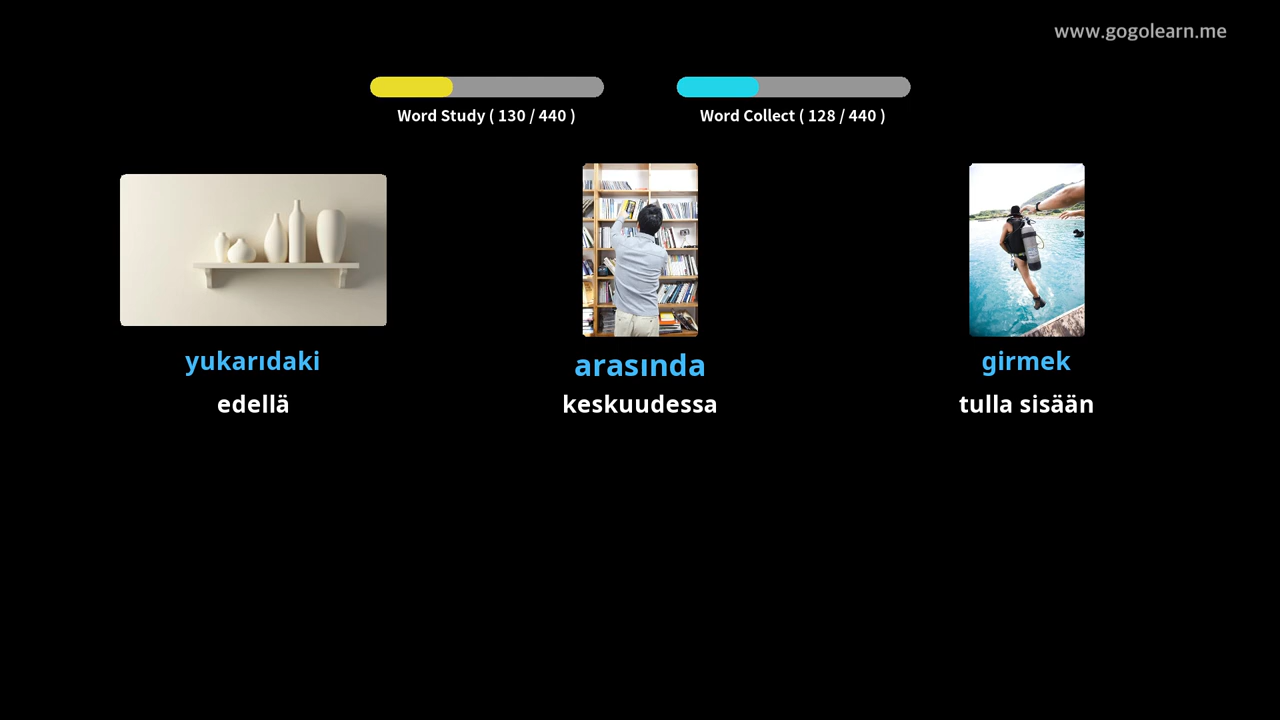 www.gogolearn.me
Word Study ( 130 / 440 )
Word Collect ( 128 / 440 )
yukarıdaki
arasında
girmek
edellä
keskuudessa
tulla sisään